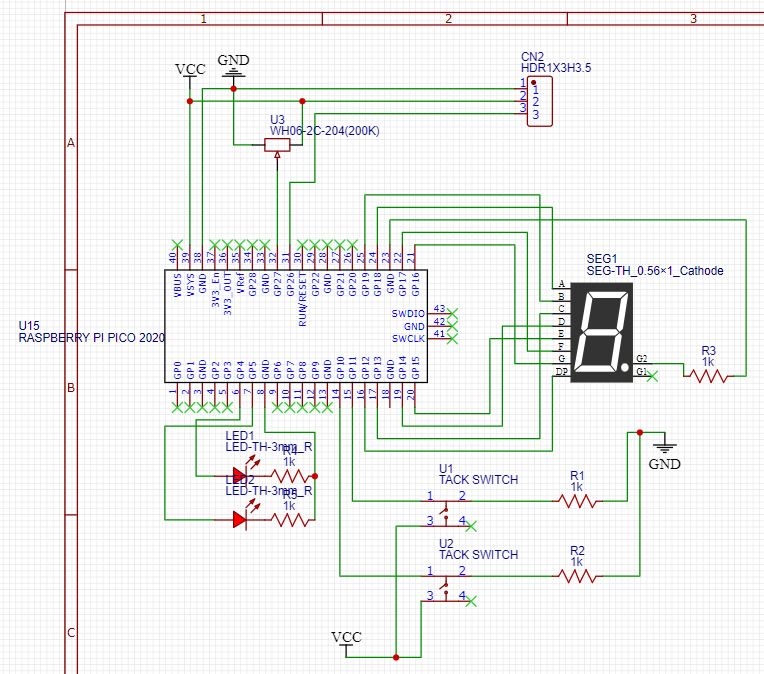 1 2 3
A
B
C
VCC GND
CN2
HDR1X3H3.5
1 1
2 2
3 3
U3
WH06-2C-204(200K)
40 39 38 37 36 35 34 33 32 31 30 29 28 27 26 25 24 23 22 21
VBUS VSYS GND 3V3_En 3V3_OUT VRef GP28 GND GP27 GP26 RUN/RESET GP22 GND GP21 GP20 GP19 GP18 GND GP17 GP16
U15
RASPBERRY PI PICO 2020
SWDIO 43
GND 42
SWCLK 41
GP0 GP1 GND GP2 GP3 GP4 GP5 GND GP6 GP7 GP8 GP9 GND GP10 GP11 GP12 GP13 GND GP14 GP15
1 2 3 4 5 6 7 8 9 10 11 12 13 14 15 16 17 18 19 20
SEG1
SEG-TH_0.56×1_Cathode
A
B
C
D
E
F
G G2
DP G1
R3
1k
LED1
LED-TH-3mm_R
R4
1k
LED2
LED-TH-3mm_R
R5
1k
U1
TACK SWITCH
1 2
3 4
R1
1k
GND
U2
TACK SWITCH
1 2
3 4
R2
1k
VCC